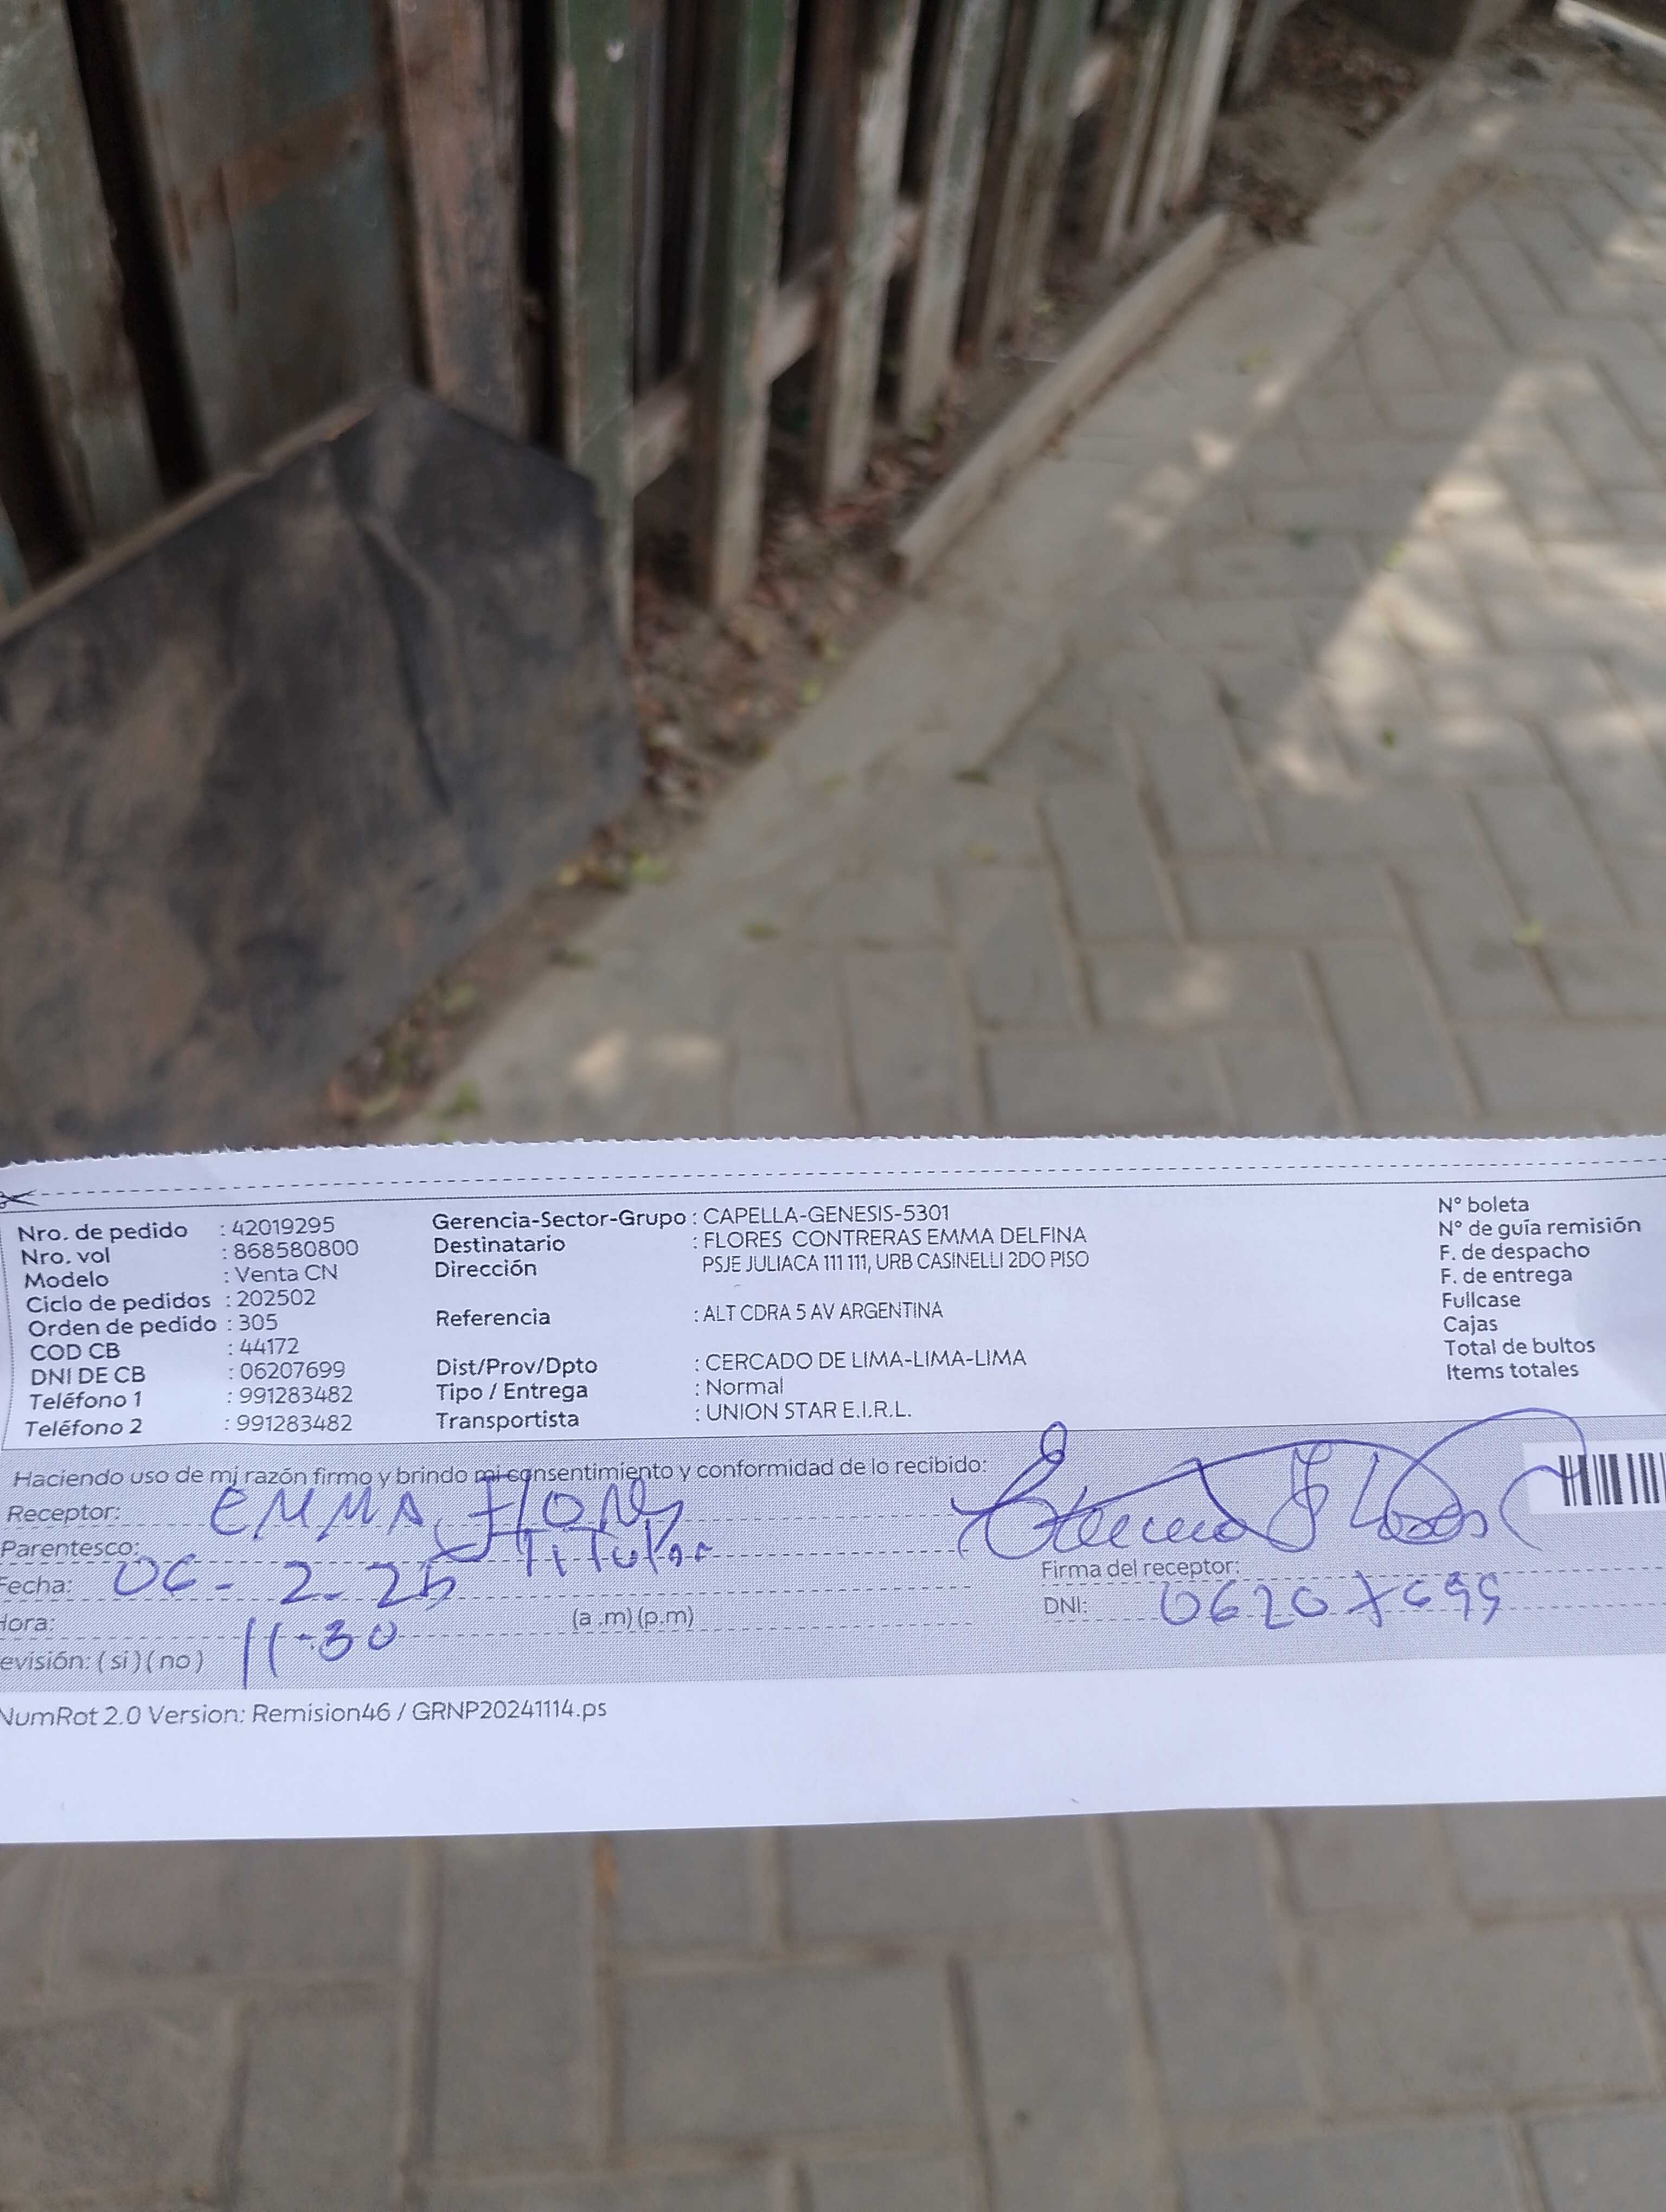 Nro. de pedido : 42019295
Nro. vol : 868580800
Modelo : Venta CN
Ciclo de pedidos : 202502
Orden de pedido : 305
COD CB : 44172
DNI DE CB : 06207699
Teléfono 1 : 991283482
Teléfono 2 : 991283482
Gerencia-Sector-Grupo : CAPELLA-GENESIS-5301
Destinatario : FLORES CONTRERAS EMMA DELFINA
Dirección PSJE JULIACA 111 111, URB CASINELLI 2DO PISO
Referencia : ALT CDRA 5 AV ARGENTINA
Dist/Prov/Dpto : CERCADO DE LIMA-LIMA-LIMA
Tipo / Entrega : Normal
Transportista : UNION STAR E.I.R.L.
N° boleta
N° de guía remisión
F. de despacho
F. de entrega
Fullcase
Cajas
Total de bultos
Items totales
Haciendo uso de mi razón firmo y brindo mi consentimiento y conformidad de lo recibido:
Receptor: EMMA Flores
Parentesco: Titular
Fecha: 06-2-25
Hora: 11-30 (a .m) (p.m)
evisión: ( si ) ( no )
Firma del receptor:
DNI: 06207699
NumRot 2.0 Version: Remision46 / GRNP20241114.ps